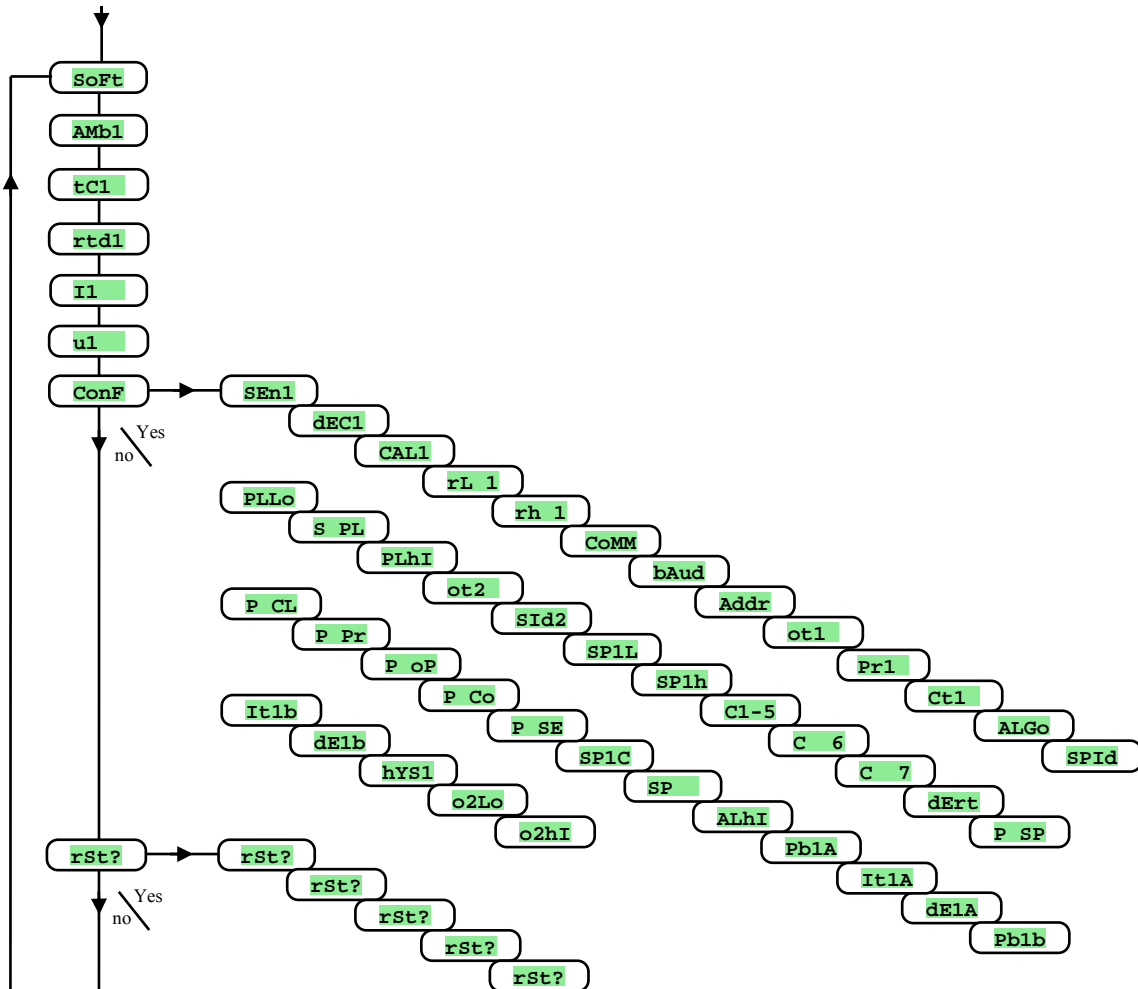 SoFt
AMb1
tC1
rtd1
I1
u1
ConF
Yes
no
SEn1
dEC1
CAL1
rL 1
rh 1
CoMM
bAud
Addr
ot1
Pr1
Ct1
ALGo
SPId
PLLo
S PL
PLhI
ot2
SId2
SP1L
SP1h
C1-5
C 6
C 7
dErt
P SP
P CL
P Pr
P oP
P Co
P SE
SP1C
SP
ALhI
Pb1A
It1A
dE1A
Pb1b
It1b
dE1b
hYS1
o2Lo
o2hI
rSt?
Yes
no
rSt?
rSt?
rSt?
rSt?
rSt?